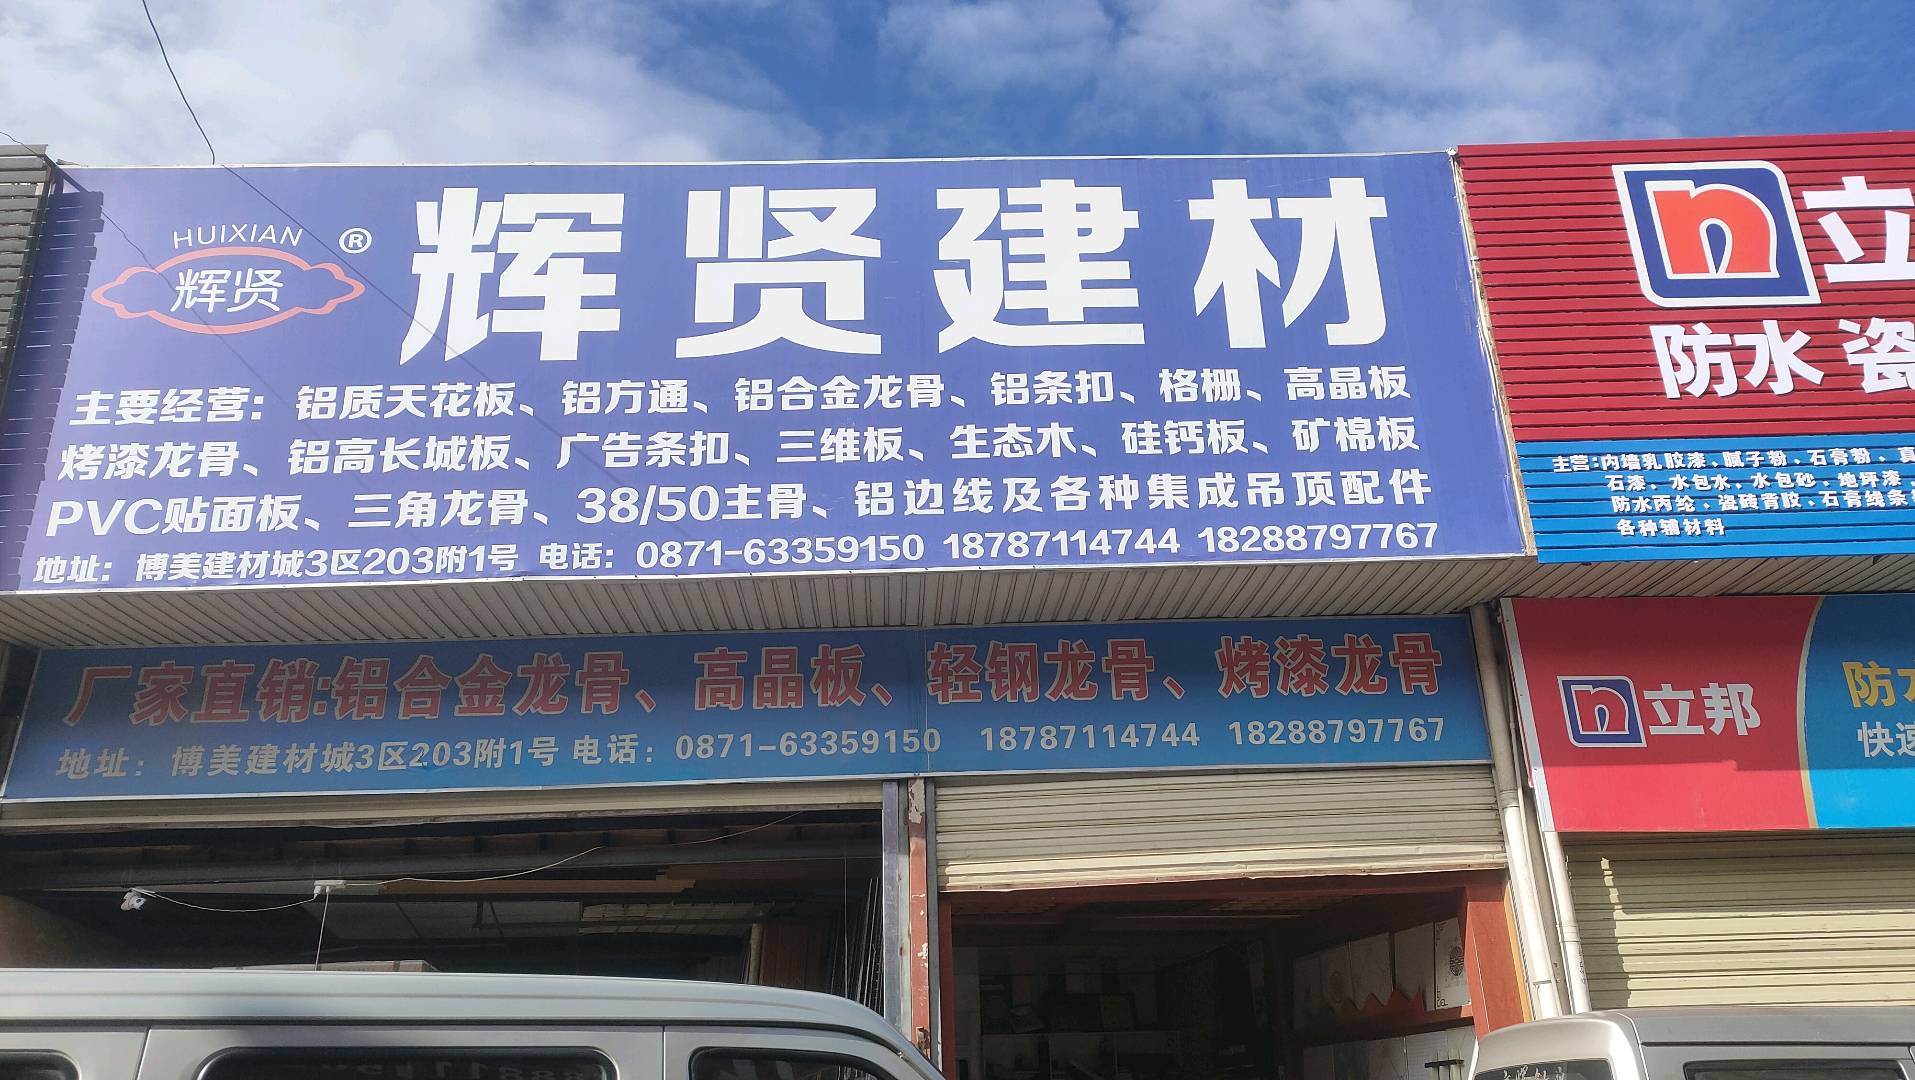 HUIXIAN
®
辉贤
辉贤建材
主要经营：铝质天花板、铝方通、铝合金龙骨、铝条扣、格栅、高晶板
烤漆龙骨、铝高长城板、广告条扣、三维板、生态木、硅钙板、矿棉板
PVC贴面板、三角龙骨、38/50主骨、铝边线及各种集成吊顶配件
地址：博美建材城3区203附1号 电话：0871-63359150 18787114744 18288797767
厂家直销:铝合金龙骨、高晶板、轻钢龙骨、烤漆龙骨
地址：博美建材城3区203附1号 电话：0871-63359150 18787114744 18288797767
n 立
防水 瓷
主营:内墙乳胶漆、腻子粉、石膏粉、真
石漆、水包水、水包砂、地坪漆、
防水丙纶、瓷砖背胶、石膏线条
各种辅材料
n 立邦
防水
快速